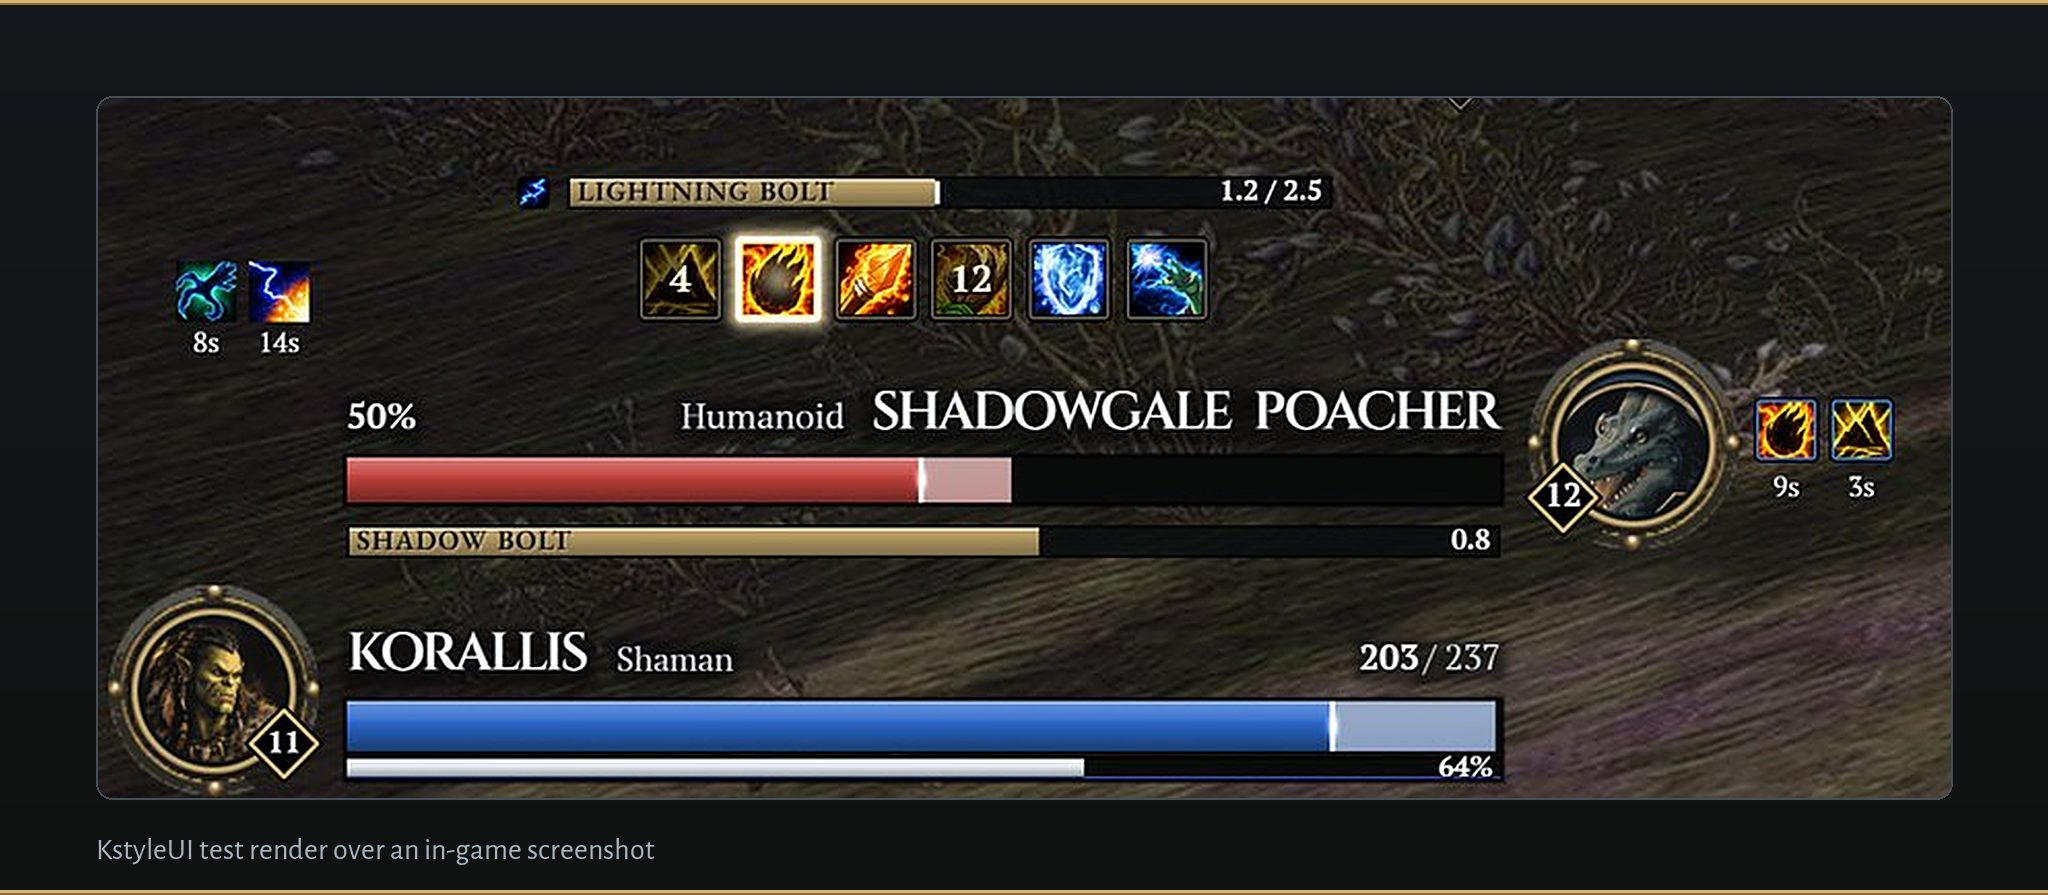 LIGHTNING BOLT 1.2 / 2.5
4 12
8s 14s
50% Humanoid SHADOWGALE POACHER
12
9s 3s
SHADOW BOLT 0.8
KORALLIS Shaman 203 / 237
11
64%
KstyleUI test render over an in-game screenshot